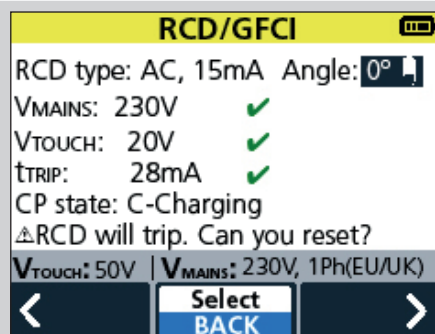 RCD/GFCI
RCD type: AC, 15mA Angle: 0°
VMAINS: 230V ✔
VTOUCH: 20V ✔
tTRIP: 28mA ✔
CP state: C-Charging
⚠RCD will trip. Can you reset?
VTOUCH: 50V | VMAINS: 230V, 1Ph(EU/UK)
< Select >
BACK